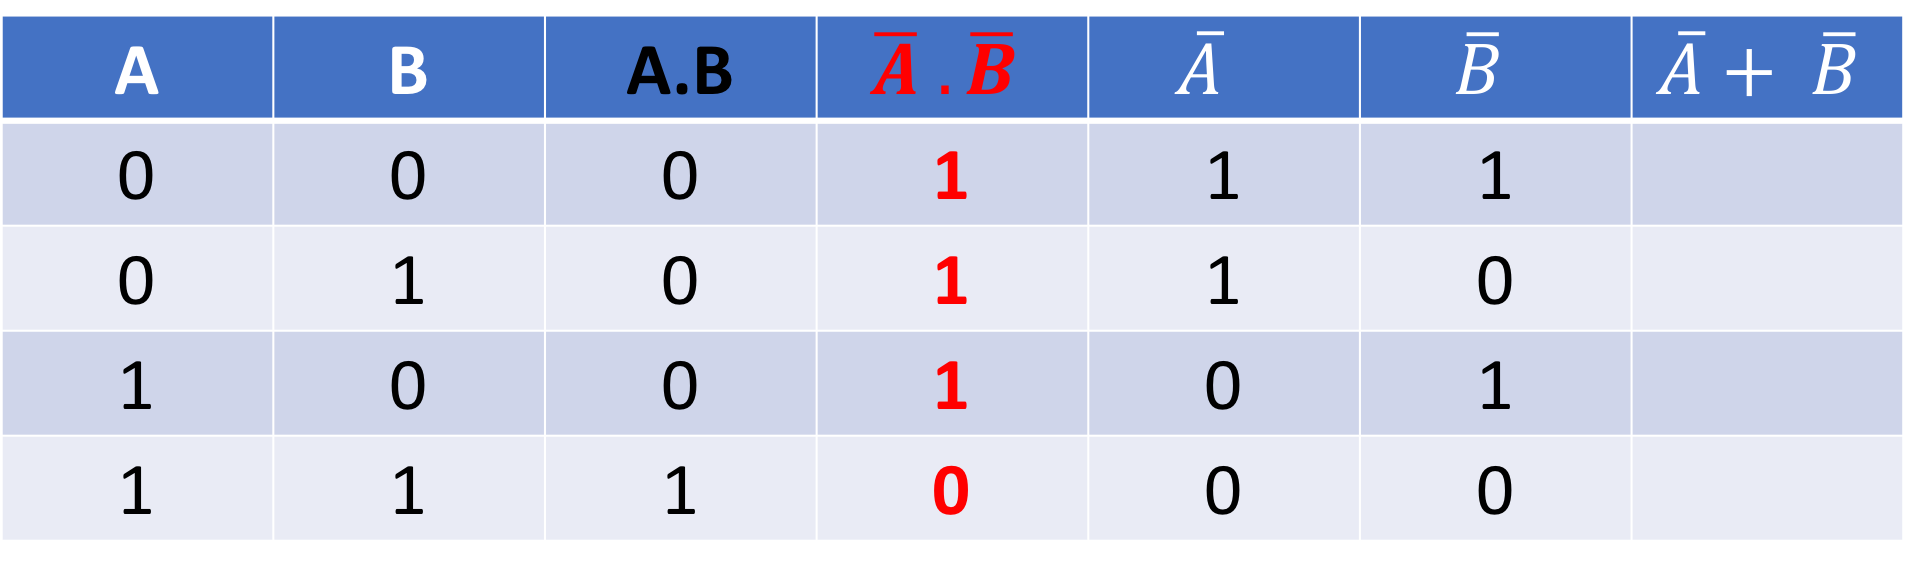 A B A.B A̅ . B̅ A̅ B̅ A̅ + B̅
0 0 0 1 1 1
0 1 0 1 1 0
1 0 0 1 0 1
1 1 1 0 0 0